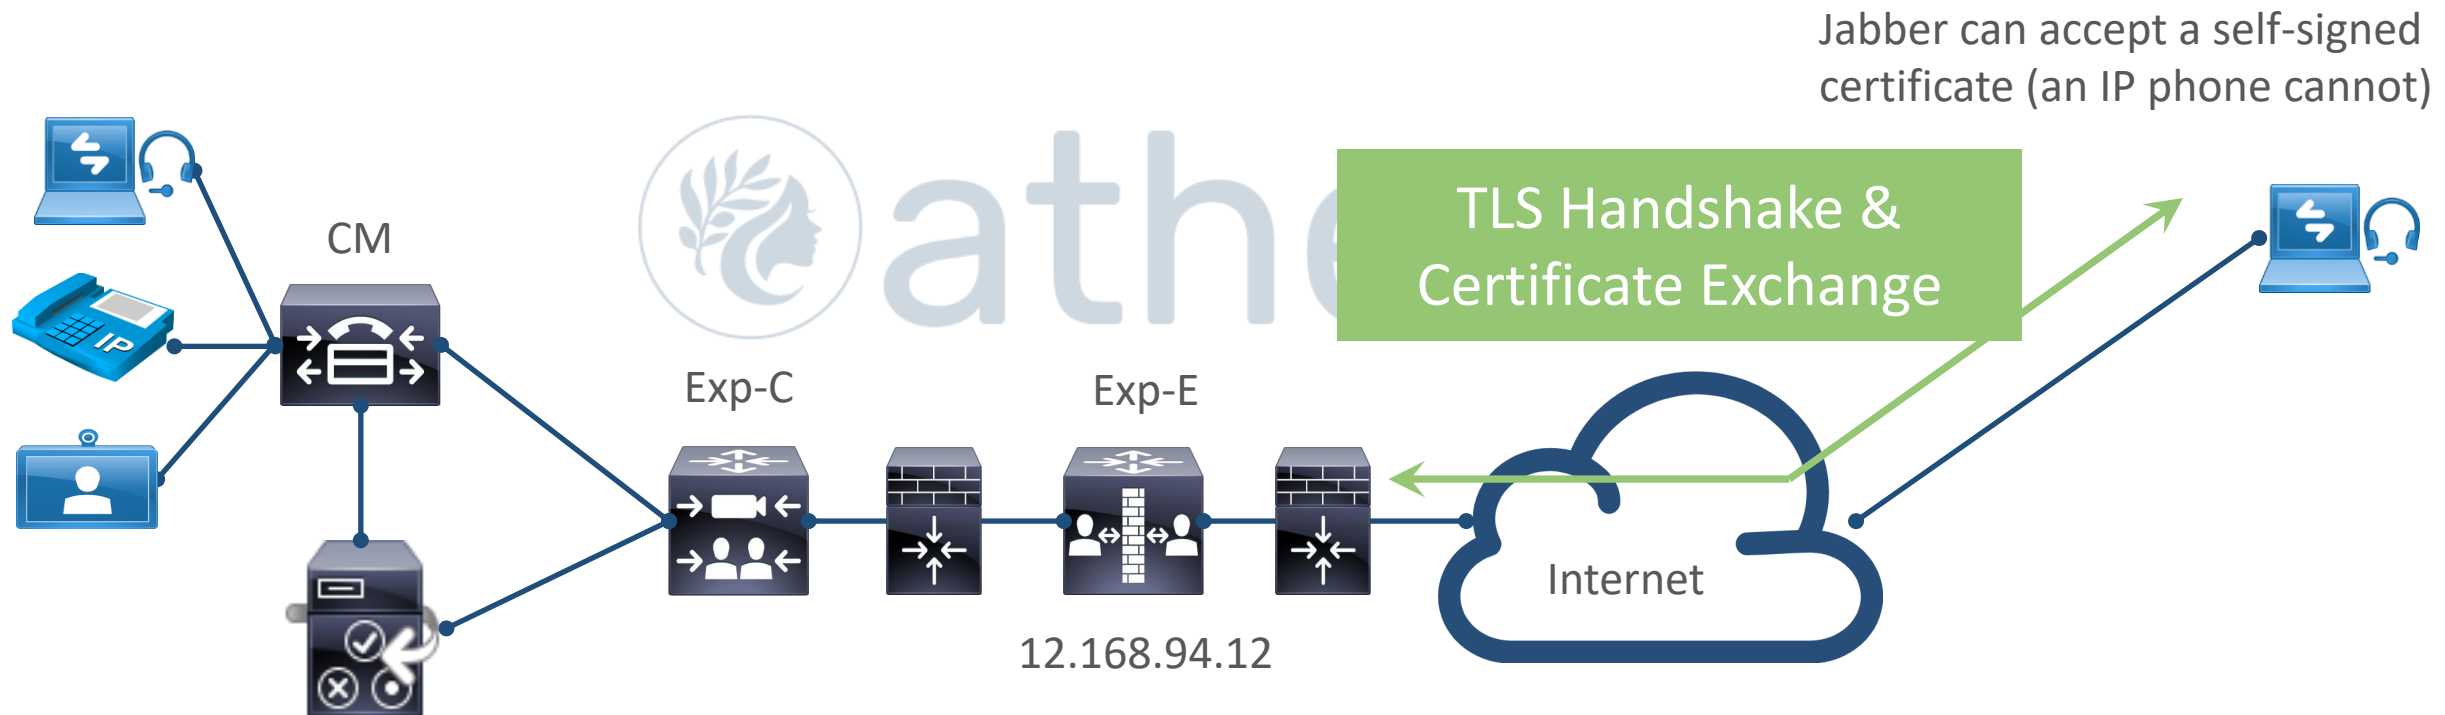 Jabber can accept a self-signed
certificate (an IP phone cannot)
athe
TLS Handshake &
Certificate Exchange
CM
IP
Exp-C
Exp-E
Internet
12.168.94.12